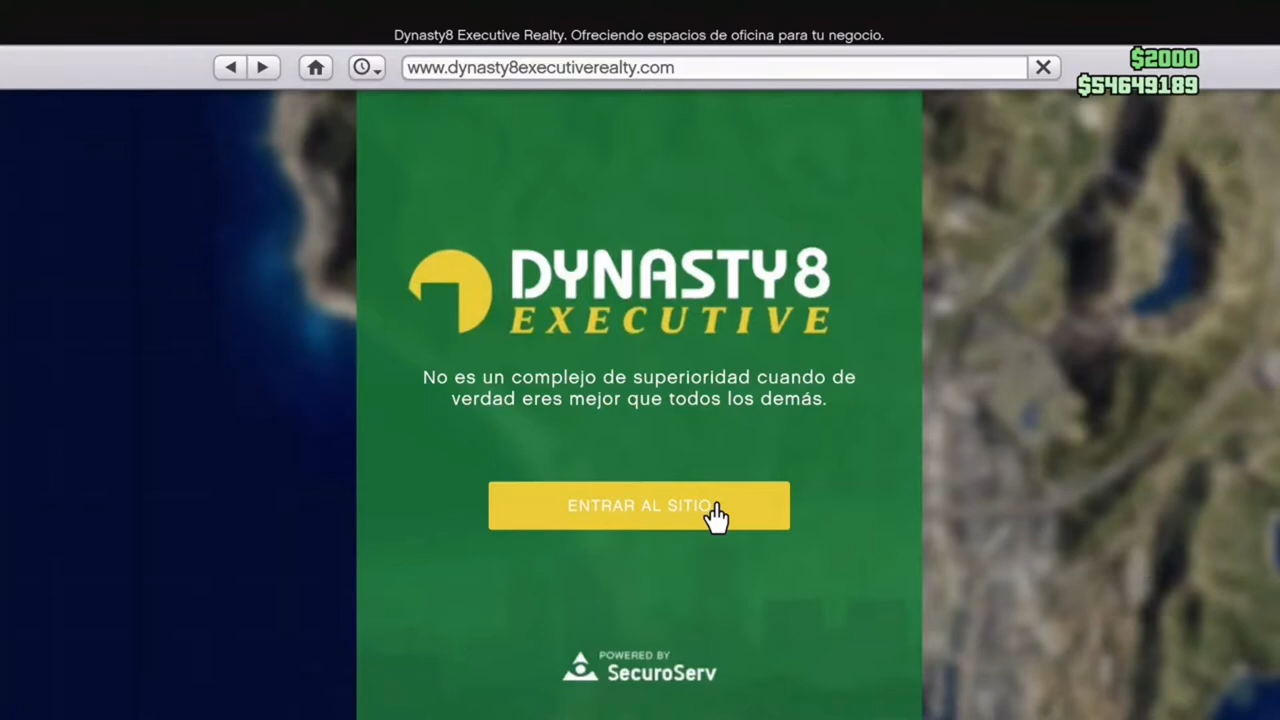 Dynasty8 Executive Realty. Ofreciendo espacios de oficina para tu negocio.
www.dynasty8executiverealty.com
$2000
$54649189
DYNASTY8
EXECUTIVE
No es un complejo de superioridad cuando de
verdad eres mejor que todos los demás.
ENTRAR AL SITIO
POWERED BY
SecuroServ